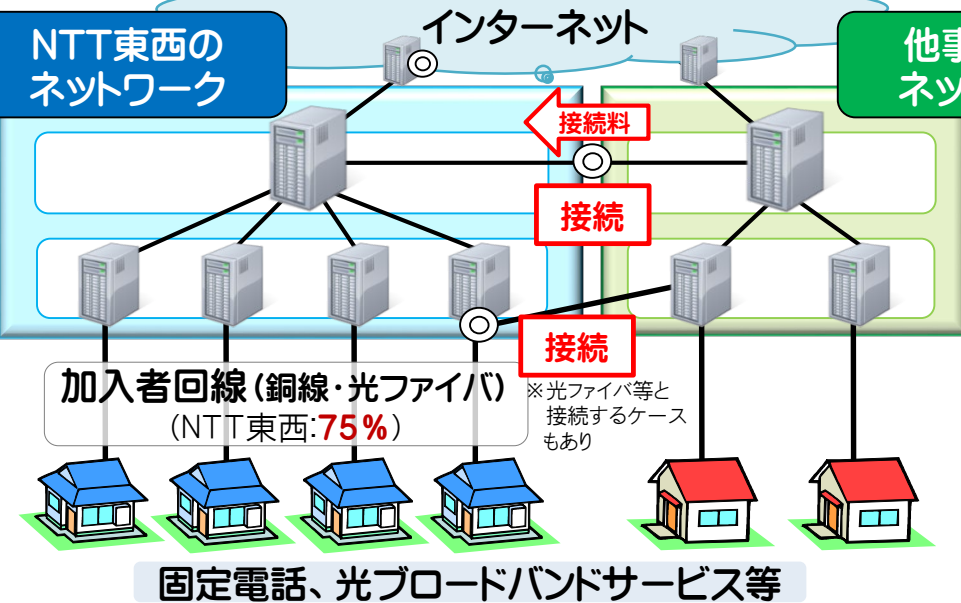 インターネット
NTT東西の
ネットワーク
他事
ネッ
接続料
接続
接続
加入者回線(銅線・光ファイバ)
(NTT東西:75%)
※光ファイバ等と
接続するケース
もあり
固定電話、光ブロードバンドサービス等